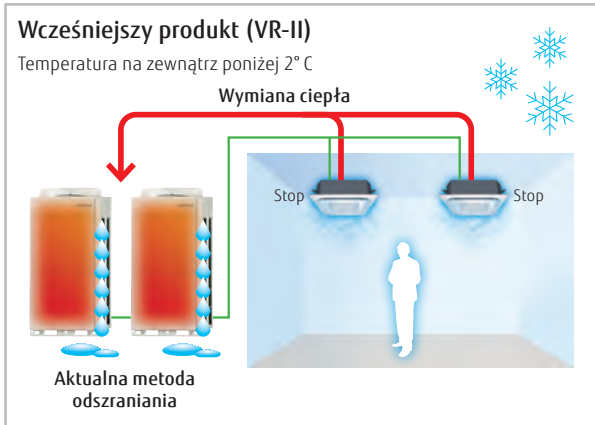 Wcześniejszy produkt (VR-II)
Temperatura na zewnątrz poniżej 2° C
Wymiana ciepła
Stop
Stop
Aktualna metoda
odszraniania